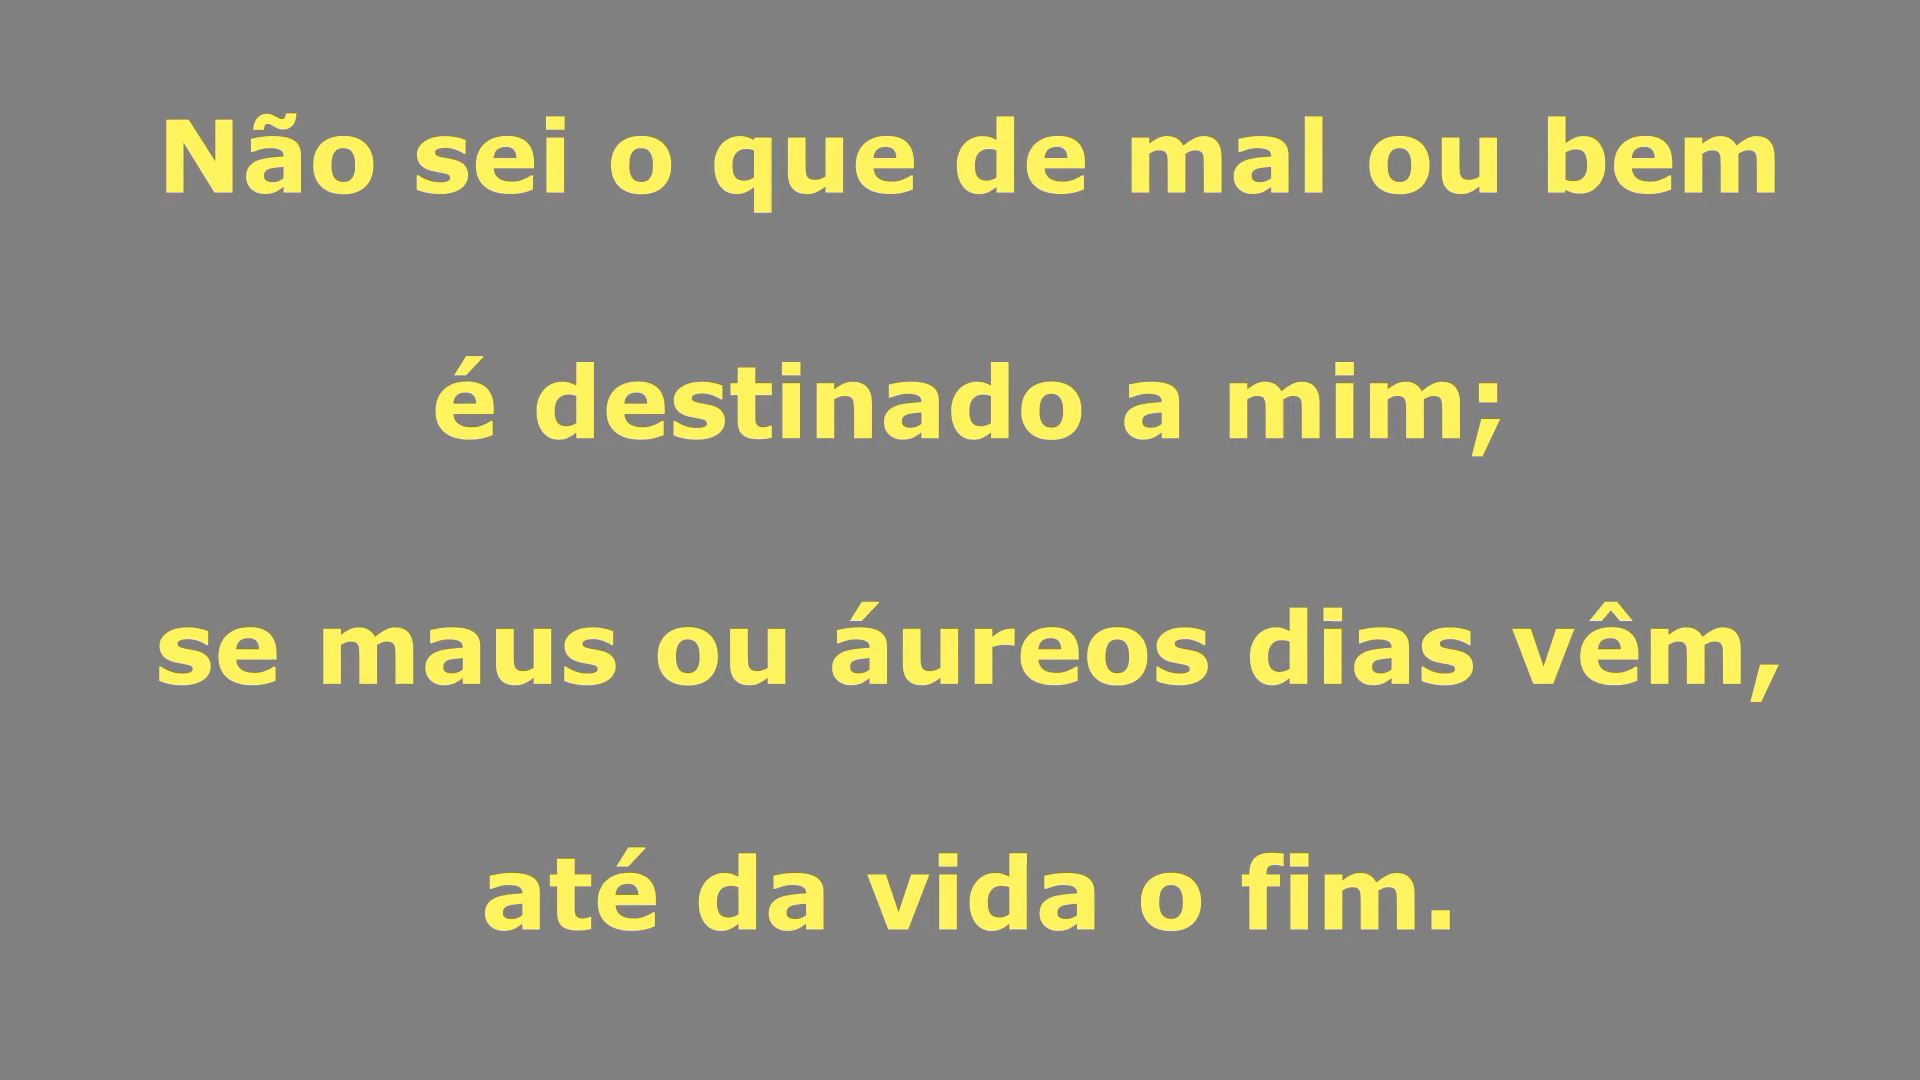 Não sei o que de mal ou bem
é destinado a mim;
se maus ou áureos dias vêm,
até da vida o fim.